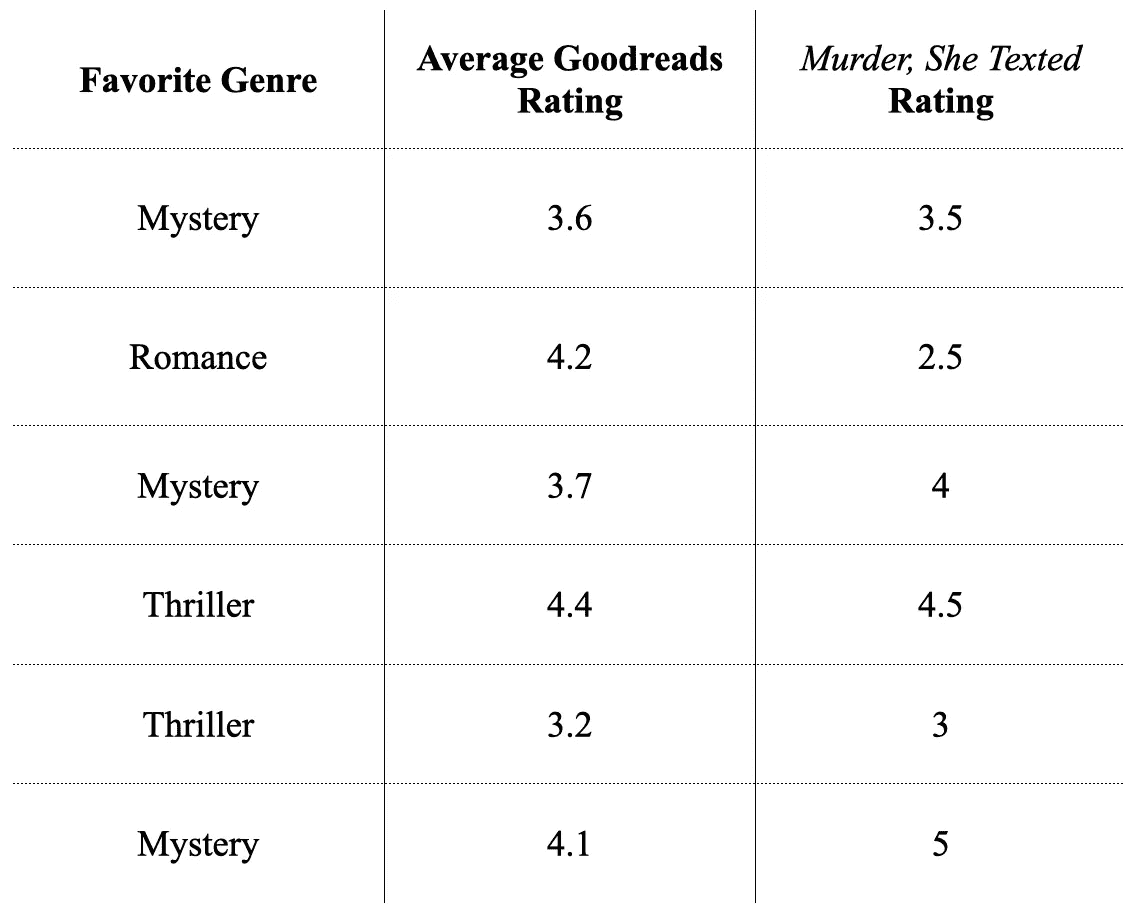 Favorite Genre
Average Goodreads
Rating
Murder, She Texted
Rating
Mystery 3.6 3.5
Romance 4.2 2.5
Mystery 3.7 4
Thriller 4.4 4.5
Thriller 3.2 3
Mystery 4.1 5